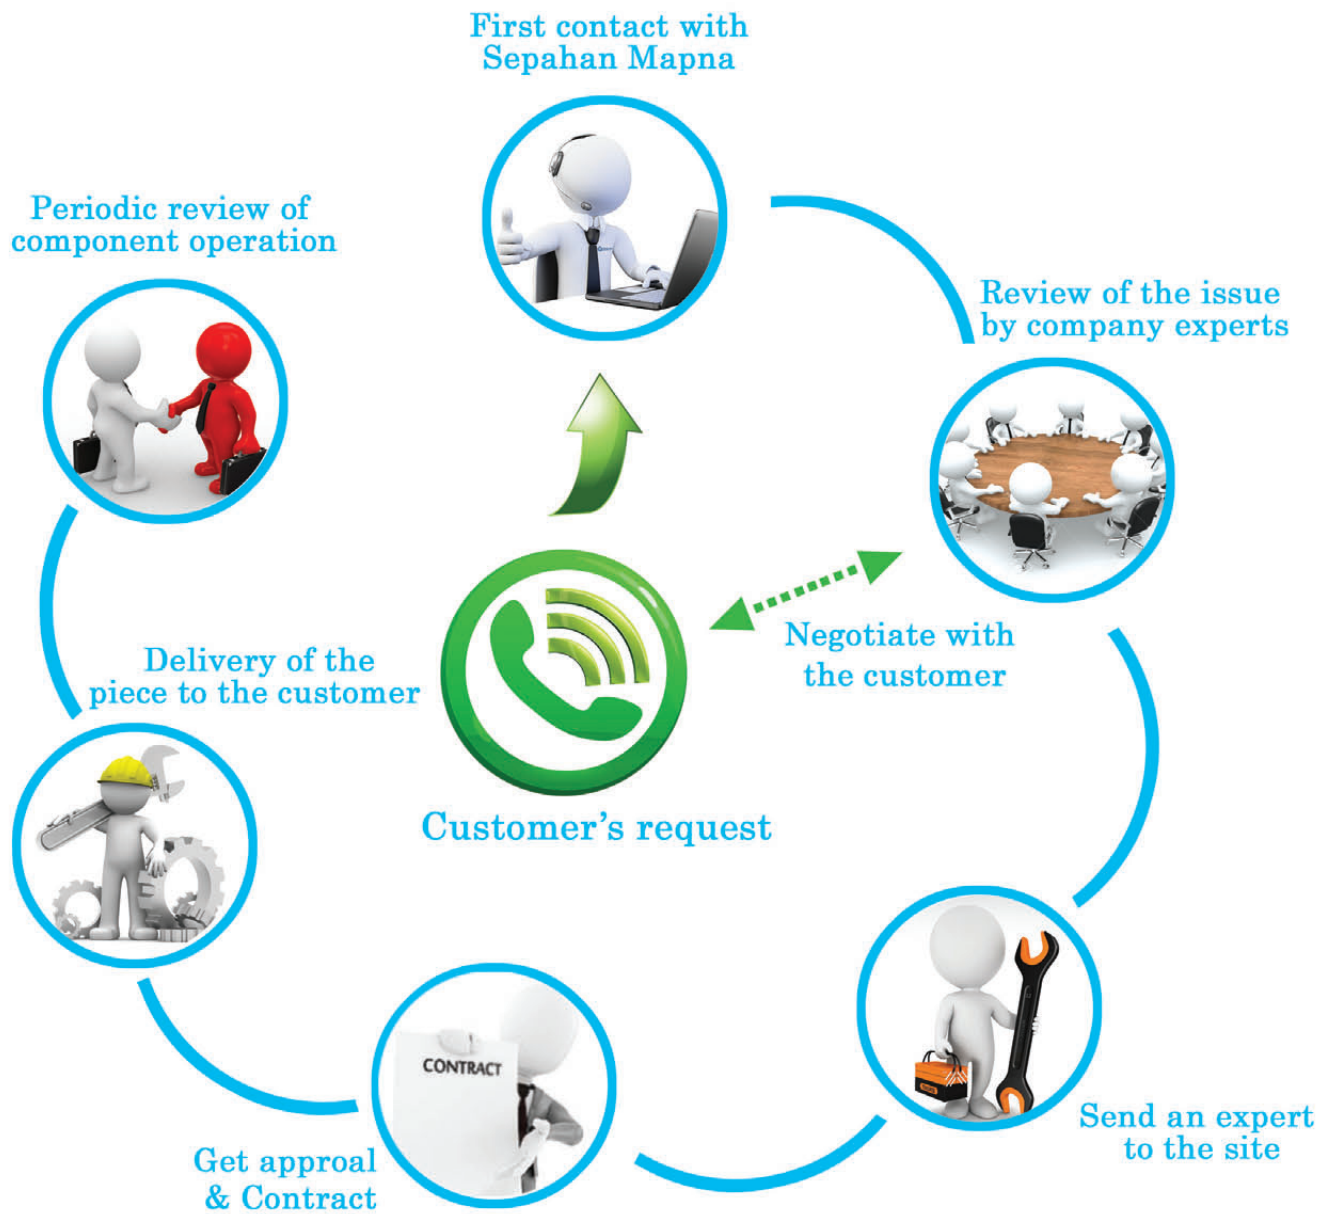 First contact with
Sepahan Mapna
Periodic review of
component operation
Review of the issue
by company experts
Negotiate with
the customer
Delivery of the
piece to the customer
Customer's request
CONTRACT
Send an expert
to the site
Get approal
& Contract